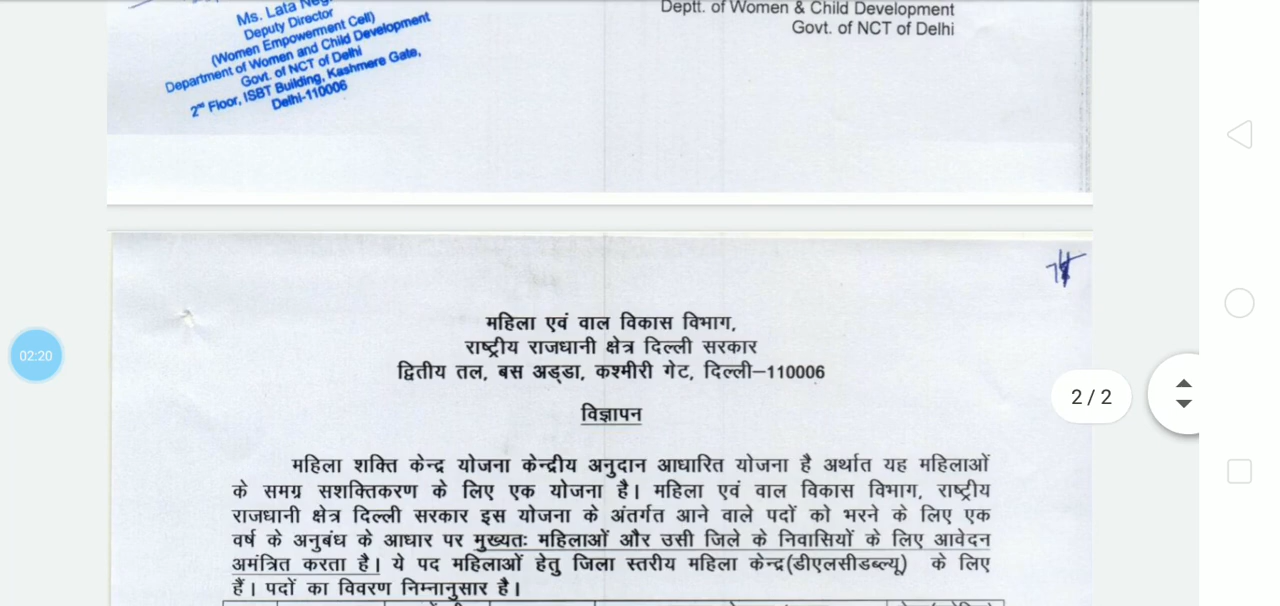 Ms. Lata
Deputy Director
(Women Empowerment Cell)
Department of Women and Child Development
Govt. of NCT of Delhi
2nd Floor, ISBT Building, Kashmere Gate,
Delhi-110006
Deptt. of Women & Child Development
Govt. of NCT of Delhi
महिला एवं वाल विकास विभाग,
राष्ट्रीय राजधानी क्षेत्र दिल्ली सरकार
द्वितीय तल, बस अड्डा, कश्मीरी गेट, दिल्ली–110006
विज्ञापन
महिला शक्ति केन्द्र योजना केन्द्रीय अनुदान आधारित योजना है अर्थात यह महिलाओं
के समग्र सशक्तिकरण के लिए एक योजना है। महिला एवं वाल विकास विभाग, राष्ट्रीय
राजधानी क्षेत्र दिल्ली सरकार इस योजना के अंतर्गत आने वाले पदों को भरने के लिए एक
वर्ष के अनुबंध के आधार पर मुख्यतः महिलाओं और उसी जिले के निवासियों के लिए आवेदन
अमंत्रित करता है। ये पद महिलाओं हेतु जिला स्तरीय महिला केन्द्र(डीएलसीडब्ल्यू) के लिए
हैं। पदों का विवरण निम्नानुसार है।
02:20
2 / 2